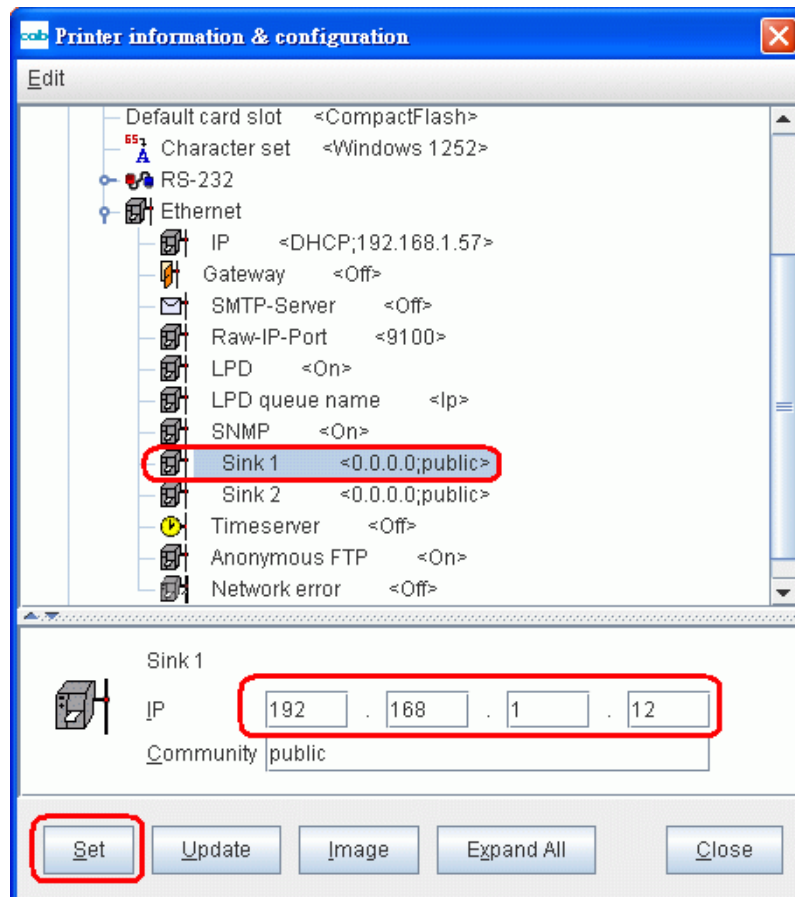 cab Printer information & configuration
Edit
Default card slot <CompactFlash>
Character set <Windows 1252>
RS-232
Ethernet
IP <DHCP;192.168.1.57>
Gateway <Off>
SMTP-Server <Off>
Raw-IP-Port <9100>
LPD <On>
LPD queue name <lp>
SNMP <On>
Sink 1 <0.0.0.0;public>
Sink 2 <0.0.0.0;public>
Timeserver <Off>
Anonymous FTP <On>
Network error <Off>
Sink 1
IP 192 . 168 . 1 . 12
Community public
Set Update Image Expand All Close